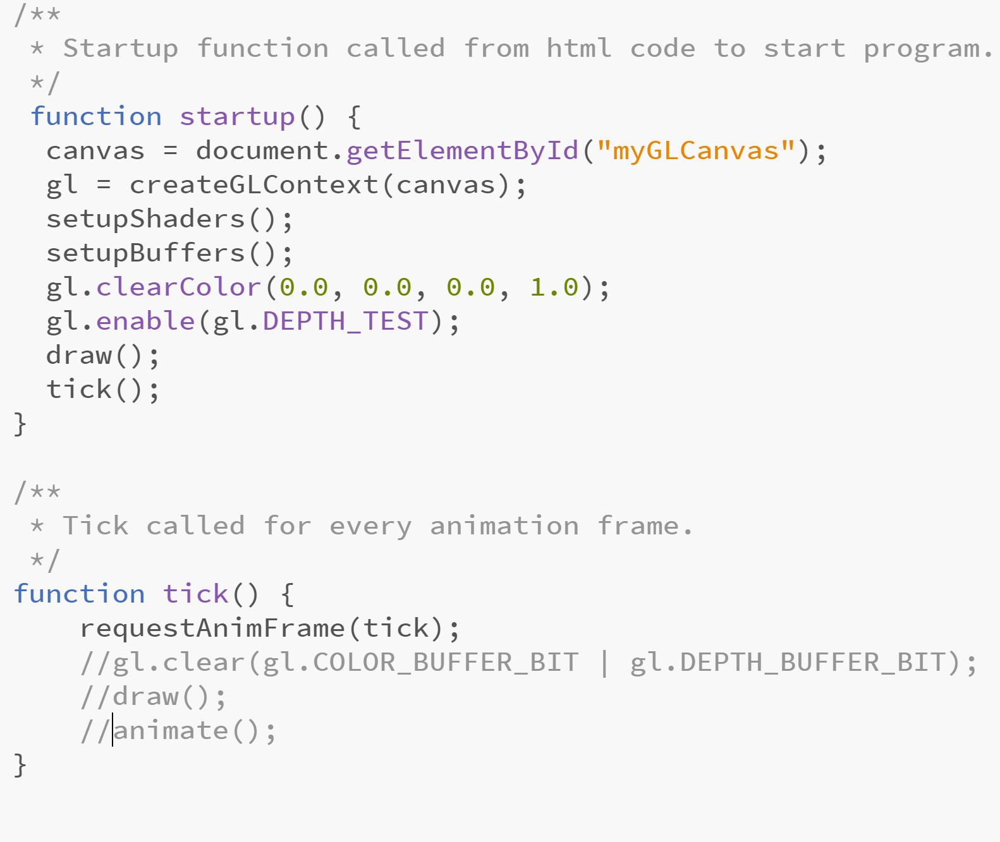 /**
 * Startup function called from html code to start program.
 */
 function startup() {
  canvas = document.getElementById("myGLCanvas");
  gl = createGLContext(canvas);
  setupShaders();
  setupBuffers();
  gl.clearColor(0.0, 0.0, 0.0, 1.0);
  gl.enable(gl.DEPTH_TEST);
  draw();
  tick();
}

/**
 * Tick called for every animation frame.
 */
function tick() {
    requestAnimFrame(tick);
    //gl.clear(gl.COLOR_BUFFER_BIT | gl.DEPTH_BUFFER_BIT);
    //draw();
    //animate();
}